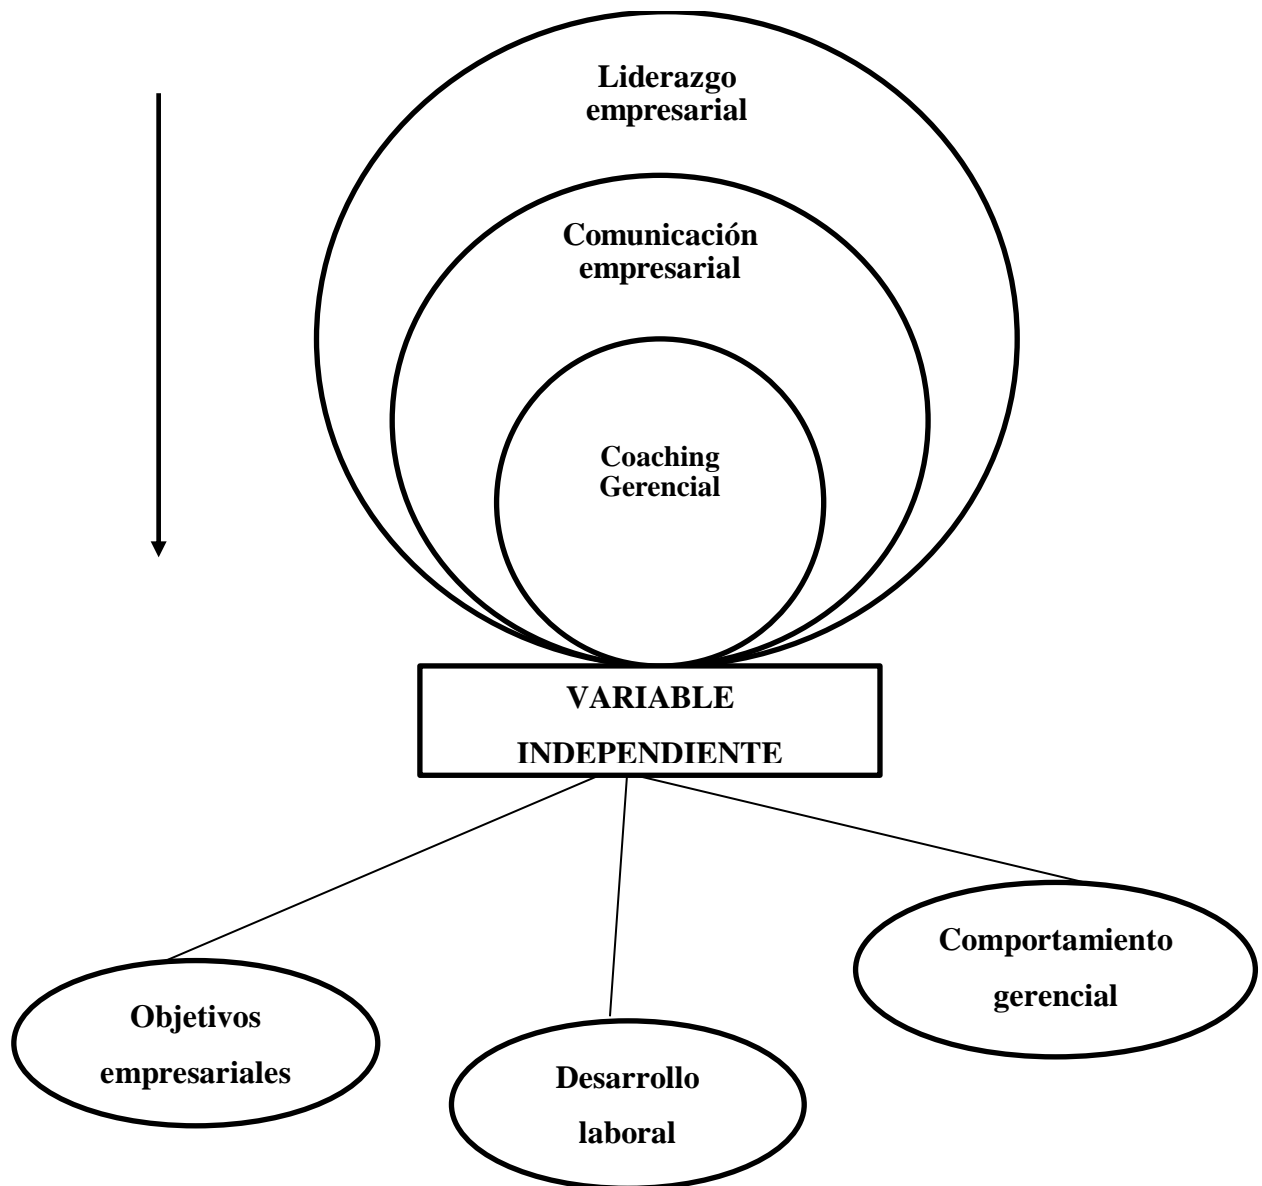 Liderazgo
empresarial
Comunicación
empresarial
Coaching
Gerencial
VARIABLE
INDEPENDIENTE
Comportamiento
gerencial
Objetivos
empresariales
Desarrollo
laboral